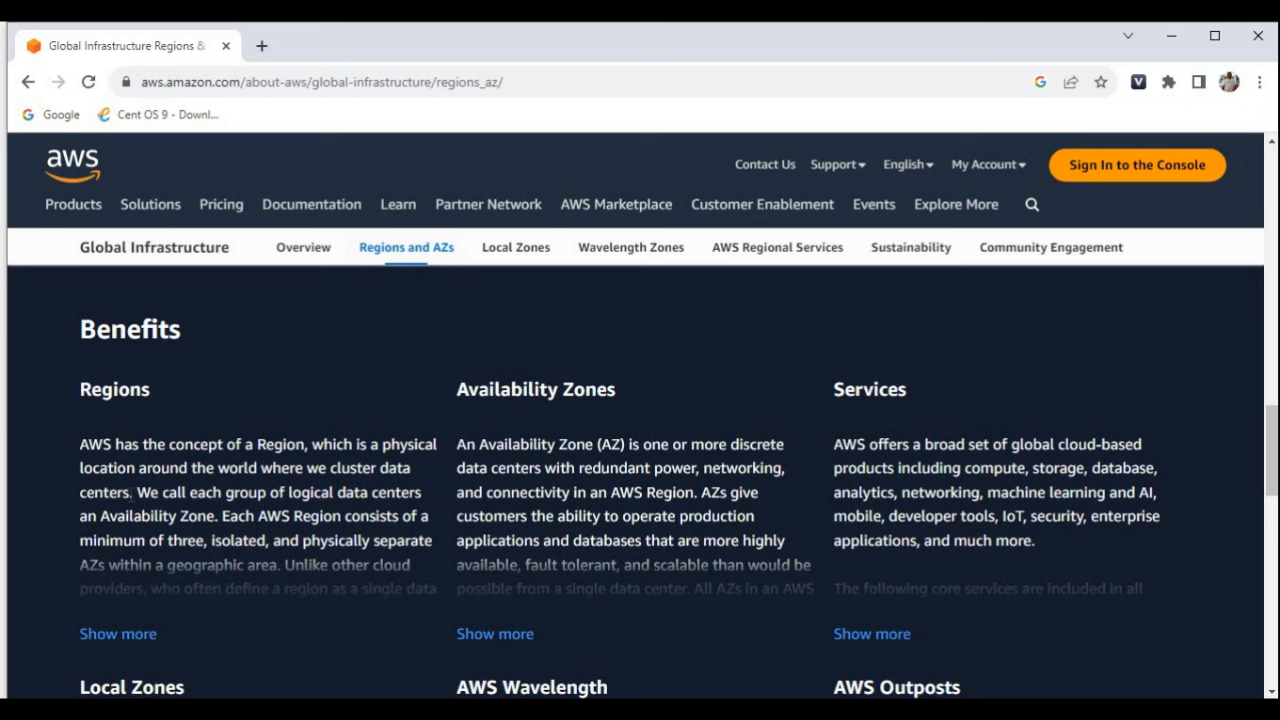 Global Infrastructure Regions &
aws.amazon.com/about-aws/global-infrastructure/regions_az/
Google
Cent OS 9 - Downl...
aws
Contact Us Support English My Account Sign In to the Console
Products Solutions Pricing Documentation Learn Partner Network AWS Marketplace Customer Enablement Events Explore More
Global Infrastructure Overview Regions and AZs Local Zones Wavelength Zones AWS Regional Services Sustainability Community Engagement
Benefits
Regions
AWS has the concept of a Region, which is a physical
location around the world where we cluster data
centers. We call each group of logical data centers
an Availability Zone. Each AWS Region consists of a
minimum of three, isolated, and physically separate
AZs within a geographic area. Unlike other cloud
providers, who often define a region as a single data
Show more
Availability Zones
An Availability Zone (AZ) is one or more discrete
data centers with redundant power, networking,
and connectivity in an AWS Region. AZs give
customers the ability to operate production
applications and databases that are more highly
available, fault tolerant, and scalable than would be
possible from a single data center. All AZs in an AWS
Show more
Services
AWS offers a broad set of global cloud-based
products including compute, storage, database,
analytics, networking, machine learning and AI,
mobile, developer tools, IoT, security, enterprise
applications, and much more.
The following core services are included in all
Show more
Local Zones
AWS Wavelength
AWS Outposts